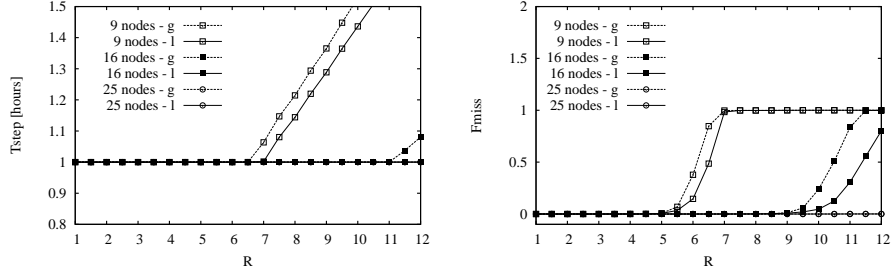 1.5
1.4
1.3
1.2
1.1
1
0.9
0.8
Tstep [hours]
9 nodes - g
9 nodes - l
16 nodes - g
16 nodes - l
25 nodes - g
25 nodes - l
1 2 3 4 5 6 7 8 9 10 11 12
R
2
1.5
1
0.5
0
Fmiss
9 nodes - g
9 nodes - l
16 nodes - g
16 nodes - l
25 nodes - g
25 nodes - l
1 2 3 4 5 6 7 8 9 10 11 12
R